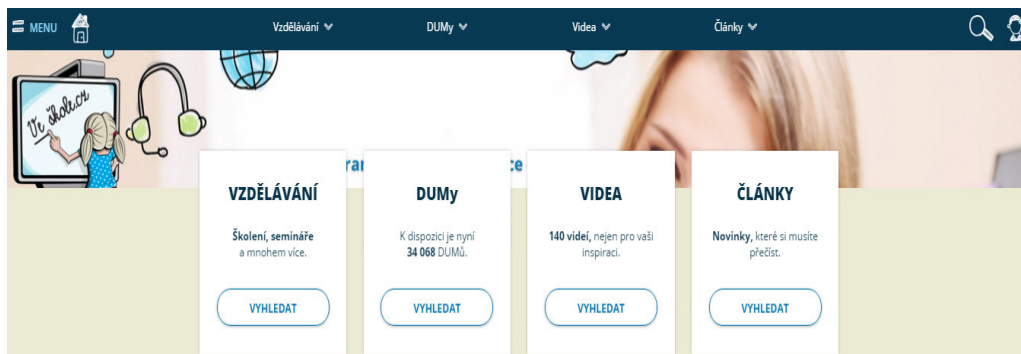 MENU
Vzdělávání
DUMy
Videa
Články
Ve škole.cz
VZDĚLÁVÁNÍ
Školení, semináře
a mnohem více.
VYHLEDAT
DUMy
K dispozici je nyní
34 068 DUMů.
VYHLEDAT
VIDEA
140 videí, nejen pro vaši
inspiraci.
VYHLEDAT
ČLÁNKY
Novinky, které si musíte
přečíst.
VYHLEDAT